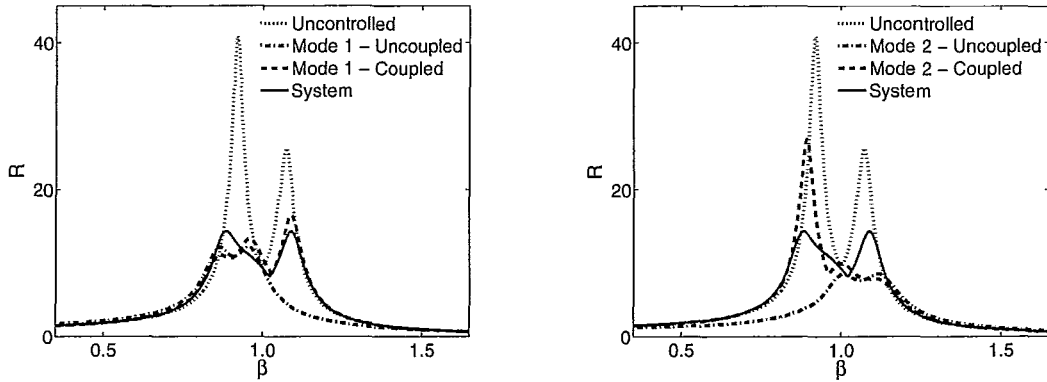 40
20
0
R
0.5
1.0
1.5
β
Uncontrolled
Mode 1 – Uncoupled
Mode 1 – Coupled
System
40
20
0
R
0.5
1.0
1.5
β
Uncontrolled
Mode 2 – Uncoupled
Mode 2 – Coupled
System